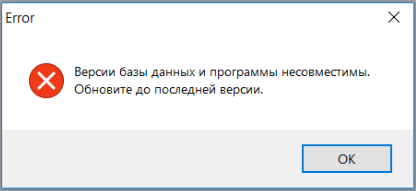 Error
Версии базы данных и программы несовместимы.
Обновите до последней версии.
OK